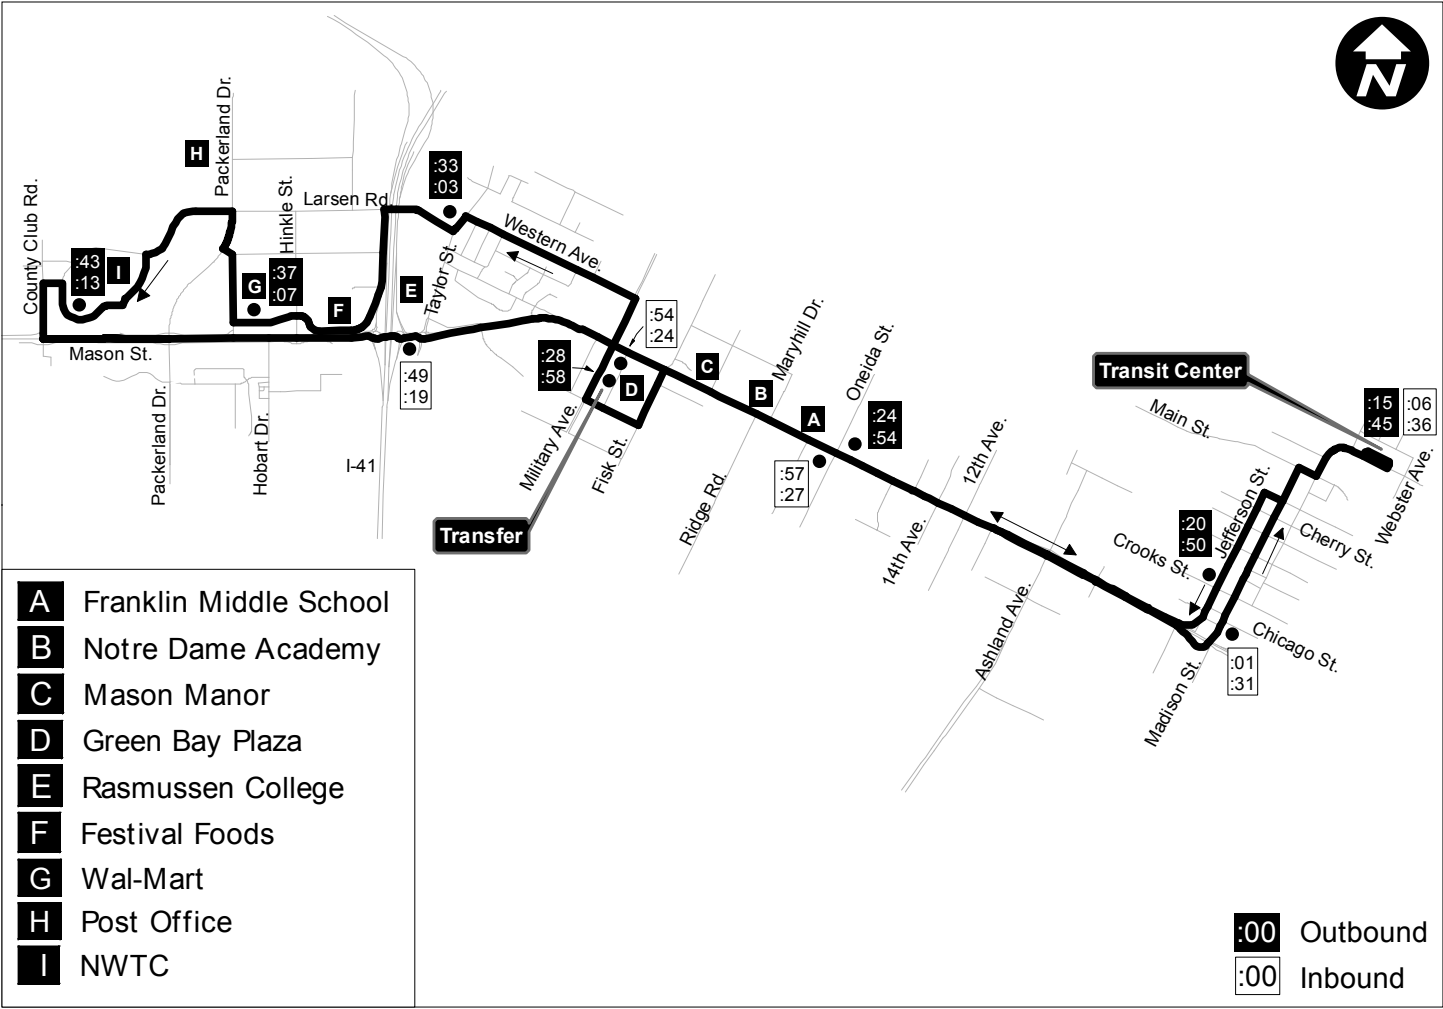 N
Packerland Dr.
H
:33
:03
County Club Rd.
Hinkle St.
Larsen Rd.
Western Ave.
:43
:13
I
G
:37
:07
F
E
Taylor St.
:54
:24
Mason St.
:28
:58
D
C
B
A
Maryhill Dr.
Oneida St.
:49
:19
:24
:54
:57
:27
Transit Center
:15
:45
:06
:36
Main St.
Packerland Dr.
Hobart Dr.
I-41
Military Ave.
Fisk St.
Ridge Rd.
12th Ave.
14th Ave.
Transfer
Webster Ave.
Jefferson St.
Cherry St.
:20
:50
Crooks St.
Ashland Ave.
Chicago St.
:01
:31
Madison St.
A Franklin Middle School
B Notre Dame Academy
C Mason Manor
D Green Bay Plaza
E Rasmussen College
F Festival Foods
G Wal-Mart
H Post Office
I NWTC
:00 Outbound
:00 Inbound